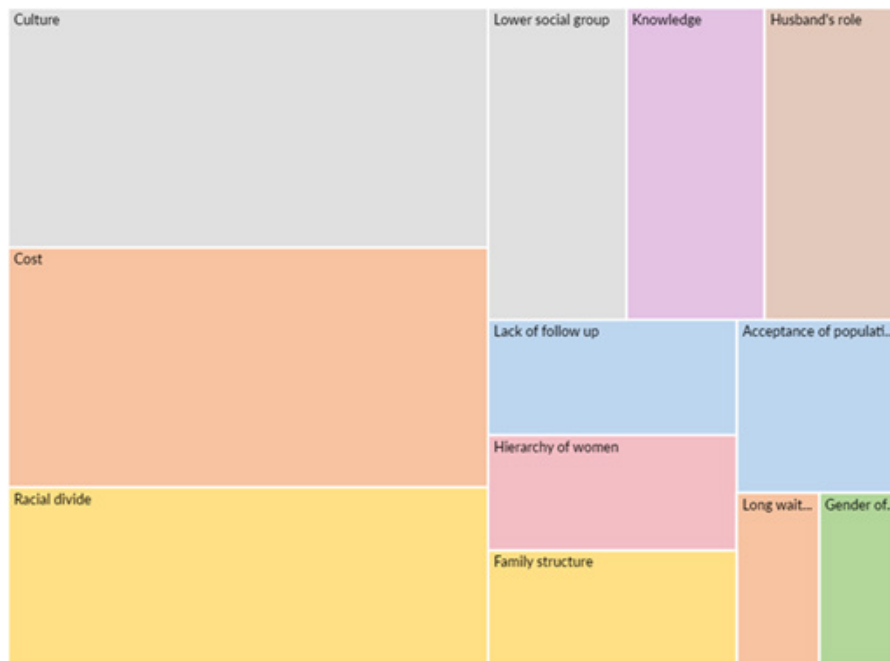 Culture
Lower social group
Knowledge
Husband's role
Cost
Lack of follow up
Acceptance of populati...
Hierarchy of women
Racial divide
Long wait...
Gender of...
Family structure